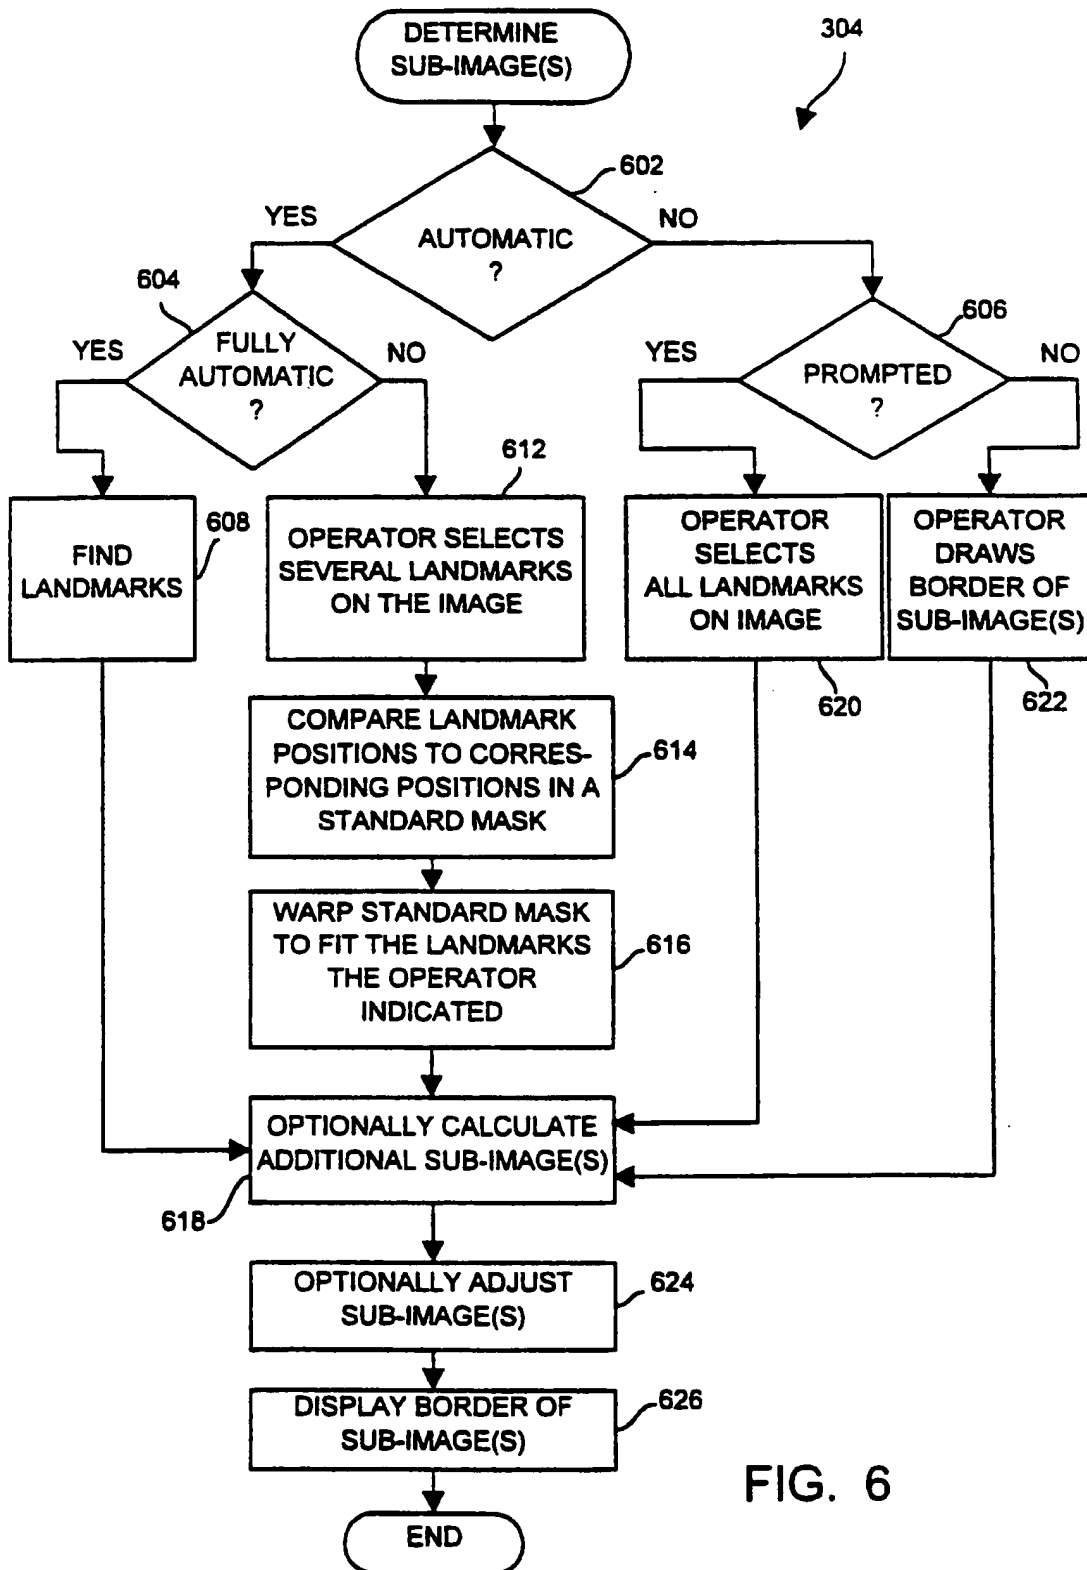 DETERMINE
SUB-IMAGE(S)
304
602
YES
NO
AUTOMATIC
?
604
606
YES
FULLY
AUTOMATIC
?
NO
YES
PROMPTED
?
NO
612
608
FIND
LANDMARKS
OPERATOR SELECTS
SEVERAL LANDMARKS
ON THE IMAGE
OPERATOR
SELECTS
ALL LANDMARKS
ON IMAGE
OPERATOR
DRAWS
BORDER OF
SUB-IMAGE(S)
620
622
COMPARE LANDMARK
POSITIONS TO CORRES-
PONDING POSITIONS IN A
STANDARD MASK
614
WARP STANDARD MASK
TO FIT THE LANDMARKS
THE OPERATOR
INDICATED
616
OPTIONALLY CALCULATE
ADDITIONAL SUB-IMAGE(S)
618
OPTIONALLY ADJUST
SUB-IMAGE(S)
624
DISPLAY BORDER OF
SUB-IMAGE(S)
626
END
FIG. 6